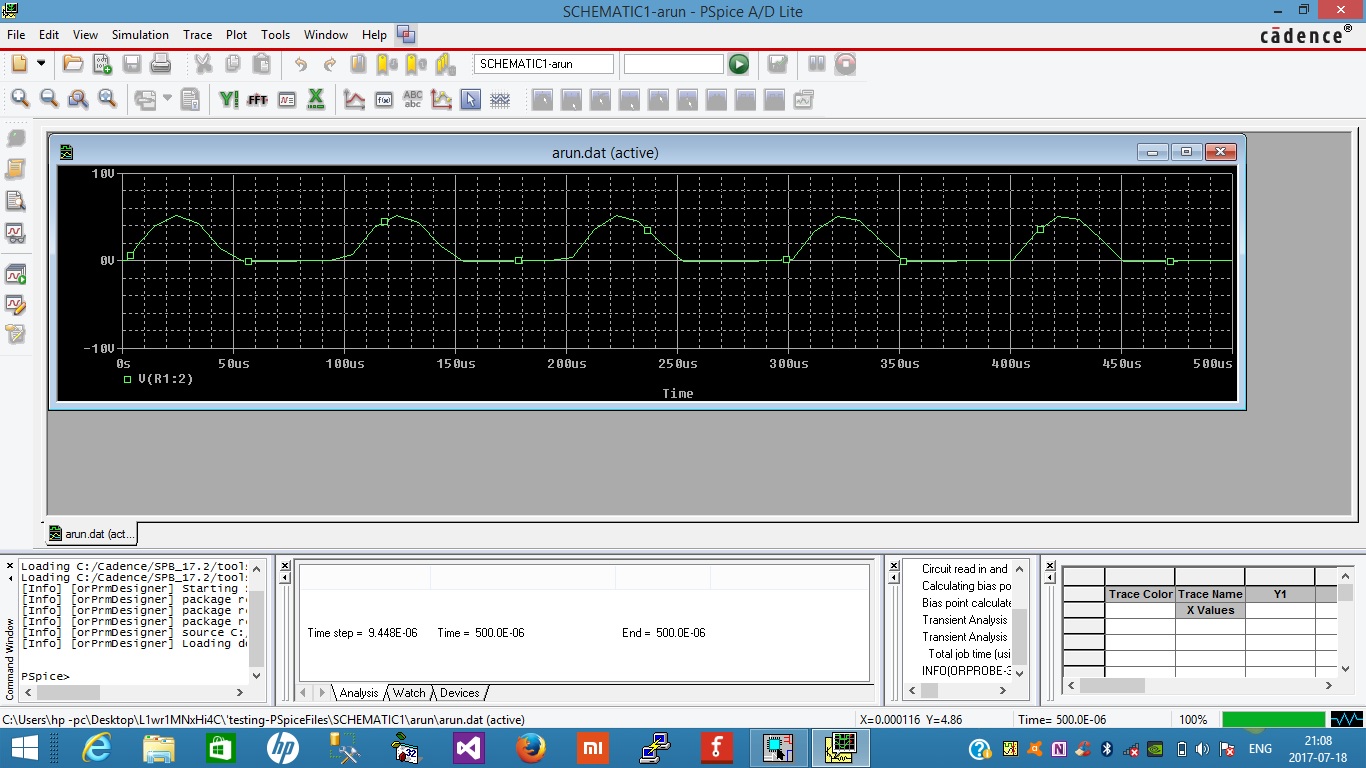 SCHEMATIC1-arun - PSpice A/D Lite
File Edit View Simulation Trace Plot Tools Window Help
cādence®
SCHEMATIC1-arun
FFT
ABC
abc
arun.dat (active)
10V
0V
-10V
0s 50us 100us 150us 200us 250us 300us 350us 400us 450us 500us
V(R1:2)
Time
arun.dat (act...
Command Window
Loading C:/Cadence/SPB_17.2/tool
Loading C:/Cadence/SPB_17.2/tool
[Info] [orPrmDesigner] Starting
[Info] [orPrmDesigner] package r
[Info] [orPrmDesigner] package r
[Info] [orPrmDesigner] source C:
[Info] [orPrmDesigner] Loading d
PSpice>
Time step = 9.448E-06 Time = 500.0E-06 End = 500.0E-06
Analysis Watch Devices
Circuit read in and
Calculating bias po
Bias point calculate
Transient Analysis
Transient Analysis
Total job time (usi
INFO(ORPROBE-3
Trace Color Trace Name Y1
X Values
C:\Users\hp -pc\Desktop\L1wr1MNxHi4C\'testing-PSpiceFiles\SCHEMATIC1\arun\arun.dat (active) X=0.000116 Y=4.86 Time= 500.0E-06 100%
hp
32
mi
ENG
21:08
2017-07-18